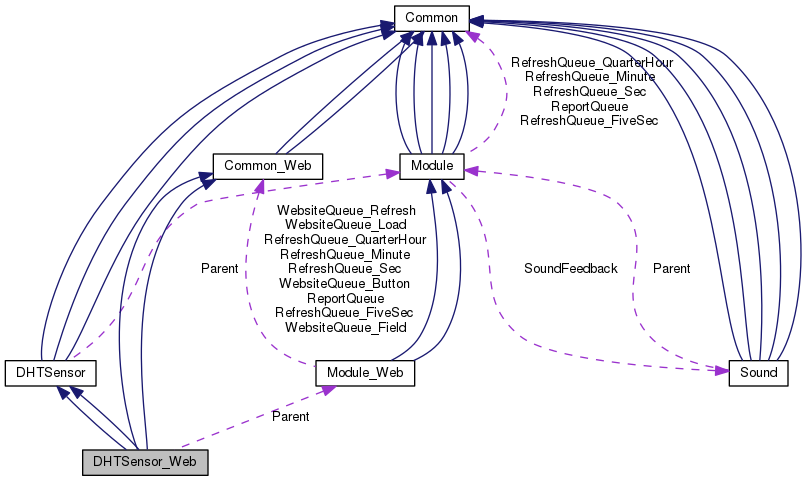 Common
RefreshQueue_QuarterHour
RefreshQueue_Minute
RefreshQueue_Sec
ReportQueue
RefreshQueue_FiveSec
Common_Web
Module
WebsiteQueue_Refresh
WebsiteQueue_Load
RefreshQueue_QuarterHour
RefreshQueue_Minute
RefreshQueue_Sec
WebsiteQueue_Button
ReportQueue
RefreshQueue_FiveSec
WebsiteQueue_Field
Parent
SoundFeedback
Parent
DHTSensor
Module_Web
Sound
Parent
DHTSensor_Web